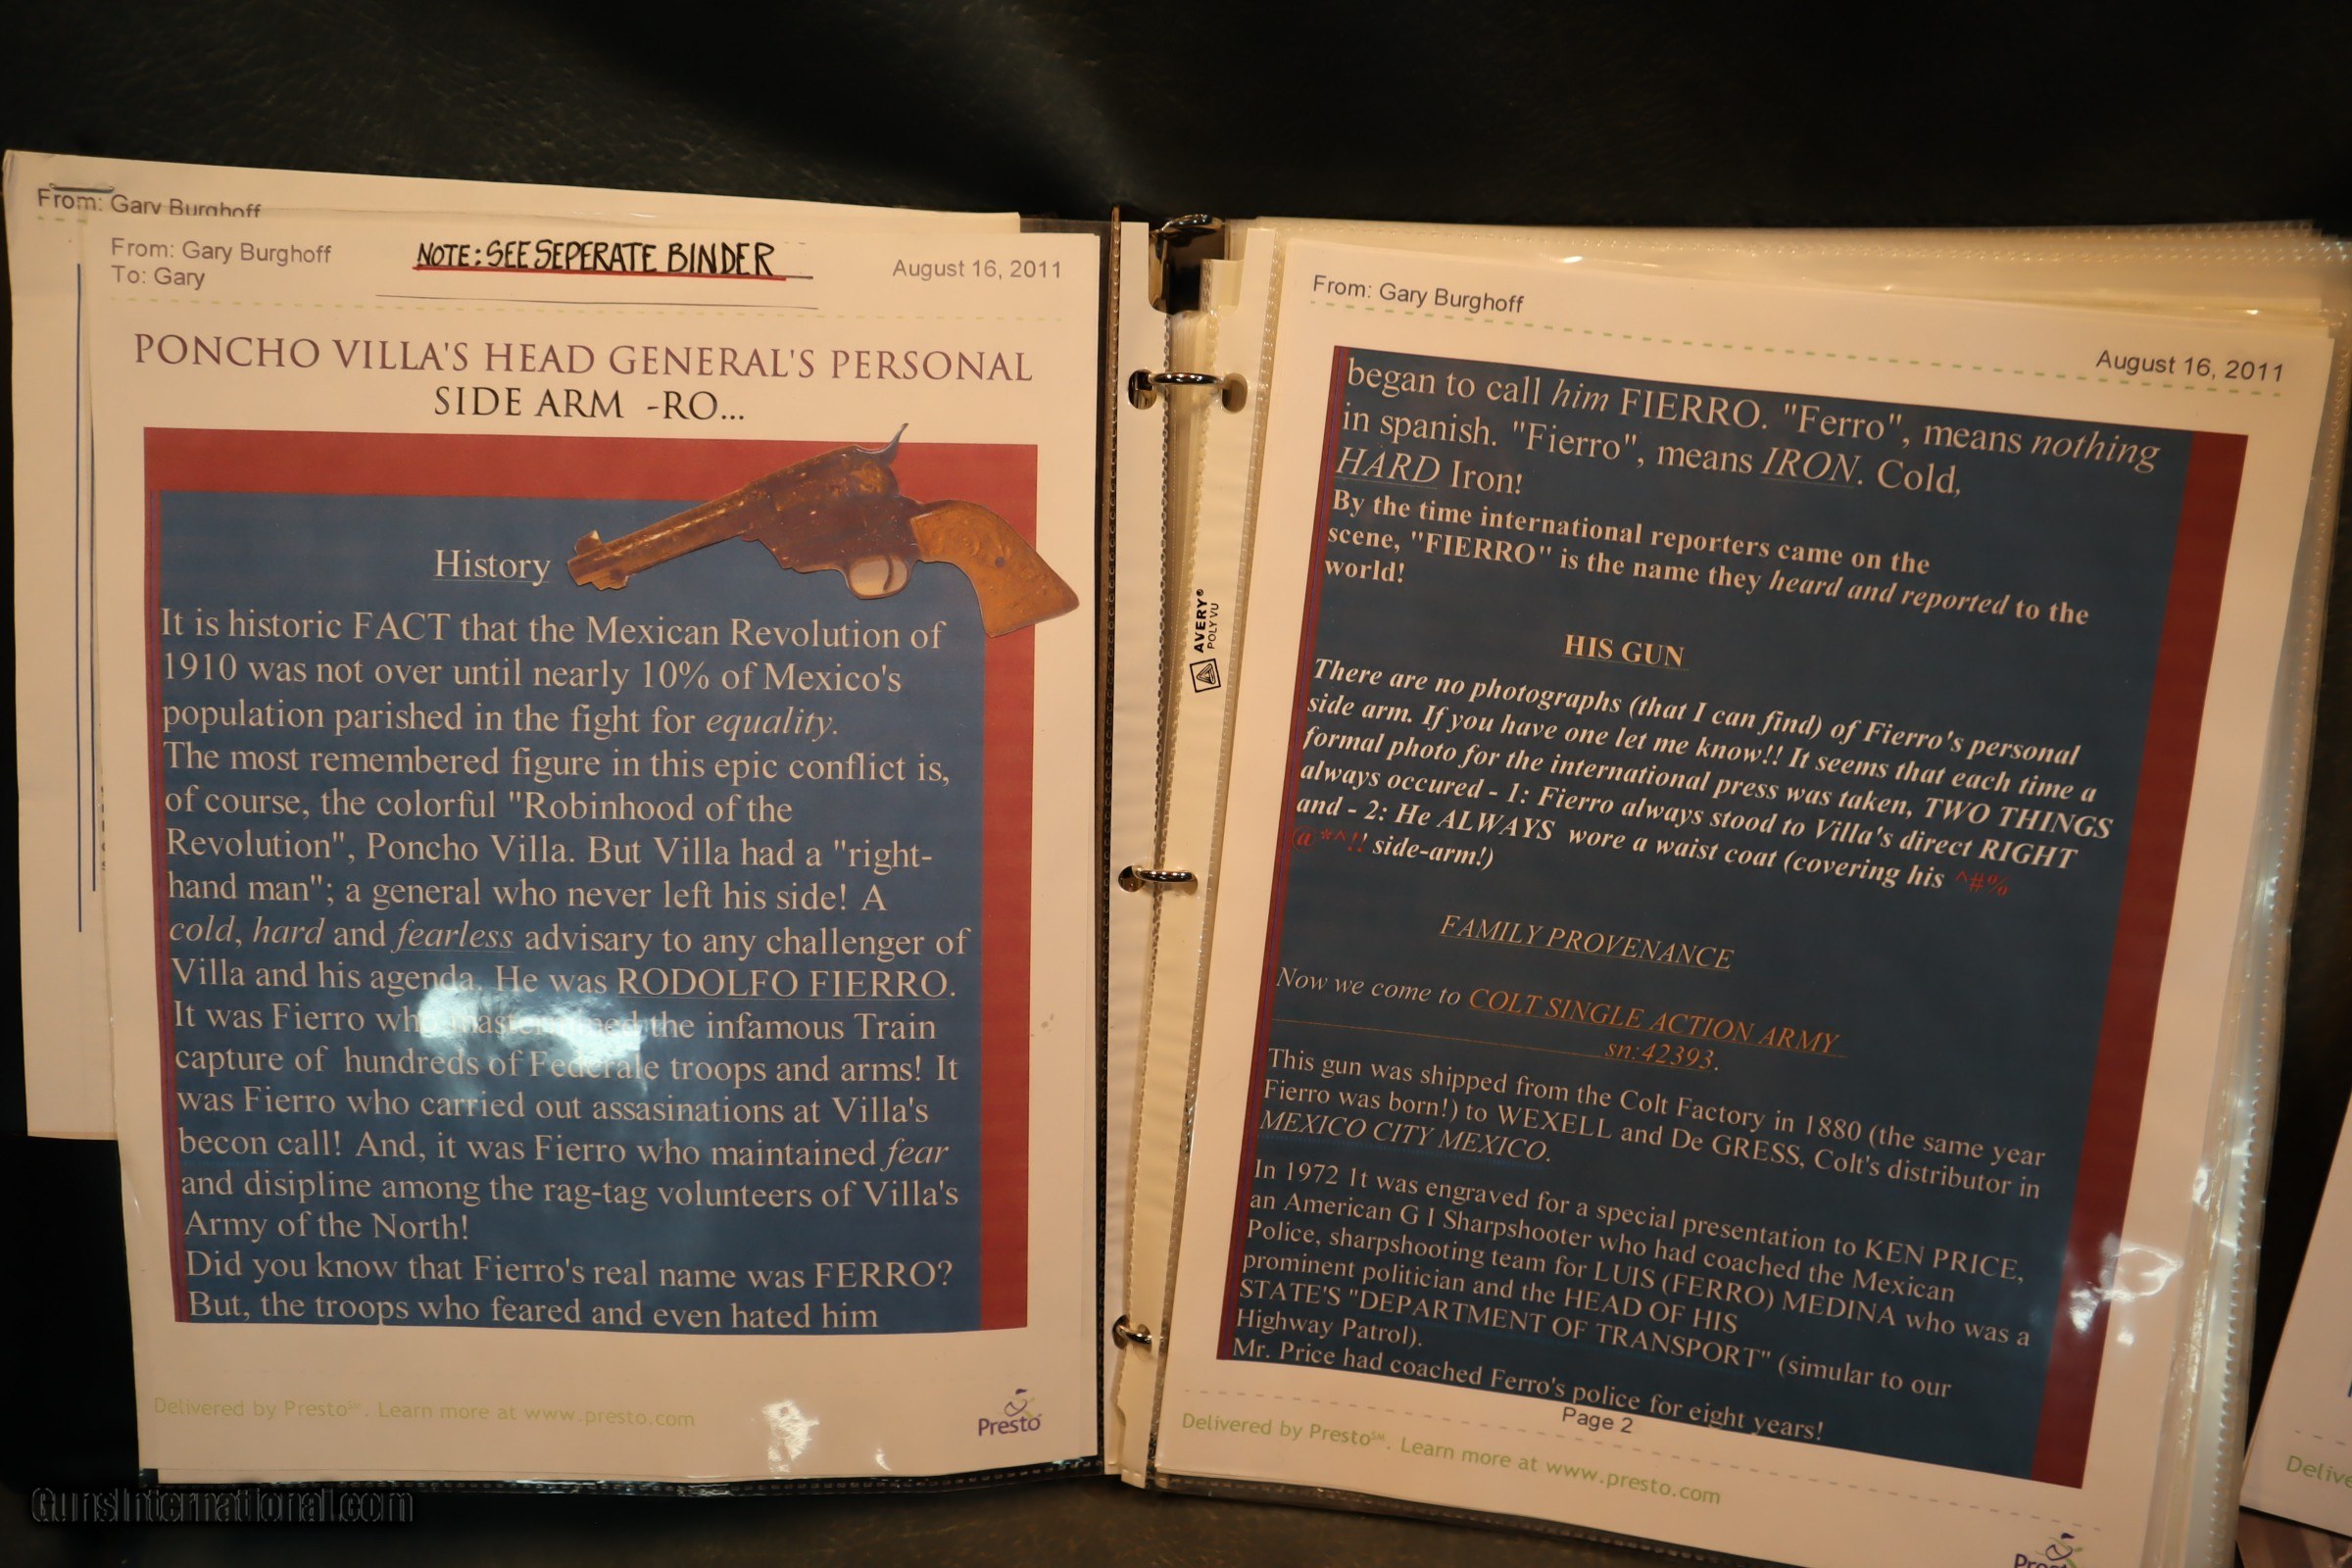 From: Gary Burghoff
From: Gary Burghoff
To: Gary
NOTE: SEE SEPERATE BINDER
August 16, 2011
PONCHO VILLA'S HEAD GENERAL'S PERSONAL
SIDE ARM -RO...
History
It is historic FACT that the Mexican Revolution of
1910 was not over until nearly 10% of Mexico's
population parished in the fight for equality.
The most remembered figure in this epic conflict is,
of course, the colorful "Robinhood of the
Revolution", Poncho Villa. But Villa had a "right-
hand man"; a general who never left his side! A
cold, hard and fearless advisary to any challenger of
Villa and his agenda. He was RODOLFO FIERRO.
It was Fierro who masterminded the infamous Train
capture of hundreds of Federale troops and arms! It
was Fierro who carried out assasinations at Villa's
becon call! And, it was Fierro who maintained fear
and disipline among the rag-tag volunteers of Villa's
Army of the North!
Did you know that Fierro's real name was FERRO?
But, the troops who feared and even hated him
Delivered by Presto℠. Learn more at www.presto.com
Presto
AVERY®
POLY VU
From: Gary Burghoff
August 16, 2011
began to call him FIERRO. "Ferro", means nothing
in spanish. "Fierro", means IRON. Cold,
HARD Iron!
By the time international reporters came on the
scene, "FIERRO" is the name they heard and reported to the
world!
HIS GUN
There are no photographs (that I can find) of Fierro's personal
side arm. If you have one let me know!! It seems that each time a
formal photo for the international press was taken, TWO THINGS
always occured - 1: Fierro always stood to Villa's direct RIGHT
and - 2: He ALWAYS wore a waist coat (covering his ^#%
@*^!! side-arm!)
FAMILY PROVENANCE
Now we come to COLT SINGLE ACTION ARMY
sn:42393.
This gun was shipped from the Colt Factory in 1880 (the same year
Fierro was born!) to WEXELL and De GRESS, Colt's distributor in
MEXICO CITY MEXICO.
In 1972 1t was engraved for a special presentation to KEN PRICE,
an American G I Sharpshooter who had coached the Mexican
Police, sharpshooting team for LUIS (FERRO) MEDINA who was a
prominent politician and the HEAD OF HIS
STATE'S "DEPARTMENT OF TRANSPORT" (simular to our
Highway Patrol).
Mr. Price had coached Ferro's police for eight years!
Page 2
Delivered by Presto℠. Learn more at www.presto.com
GunsInternational.com